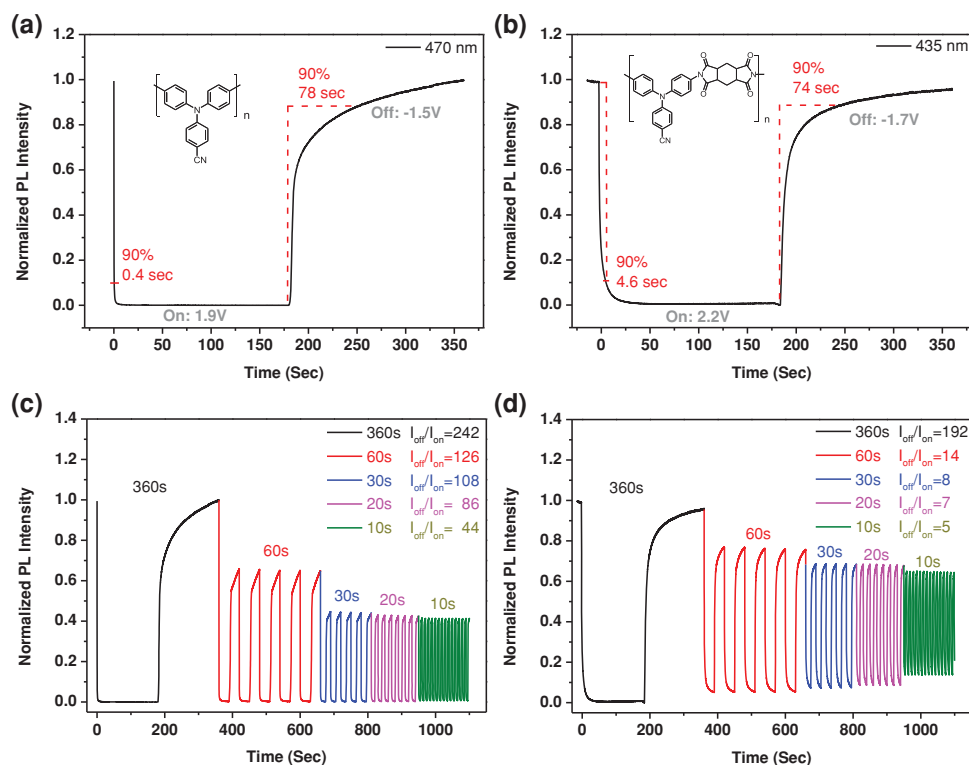 (a)
470 nm
90%
78 sec
Off: -1.5V
N
CN
n
90%
0.4 sec
On: 1.9V
Normalized PL Intensity
1.4
1.2
1.0
0.8
0.6
0.4
0.2
0.0
0 50 100 150 200 250 300 350
Time (Sec)
(b)
435 nm
90%
74 sec
Off: -1.7V
O O
N N N
O O
CN
n
90%
4.6 sec
On: 2.2V
Normalized PL Intensity
1.4
1.2
1.0
0.8
0.6
0.4
0.2
0.0
0 50 100 150 200 250 300 350
Time (Sec)
(c)
360s Ioff/Ion=242
60s Ioff/Ion=126
30s Ioff/Ion=108
20s Ioff/Ion= 86
10s Ioff/Ion= 44
360s
60s
30s
20s
10s
Normalized PL Intensity
1.4
1.2
1.0
0.8
0.6
0.4
0.2
0.0
0 200 400 600 800 1000
Time (Sec)
(d)
360s Ioff/Ion=192
60s Ioff/Ion=14
30s Ioff/Ion=8
20s Ioff/Ion=7
10s Ioff/Ion=5
360s
60s
30s
20s
10s
Normalized PL Intensity
1.4
1.2
1.0
0.8
0.6
0.4
0.2
0.0
0 200 400 600 800 1000
Time (Sec)